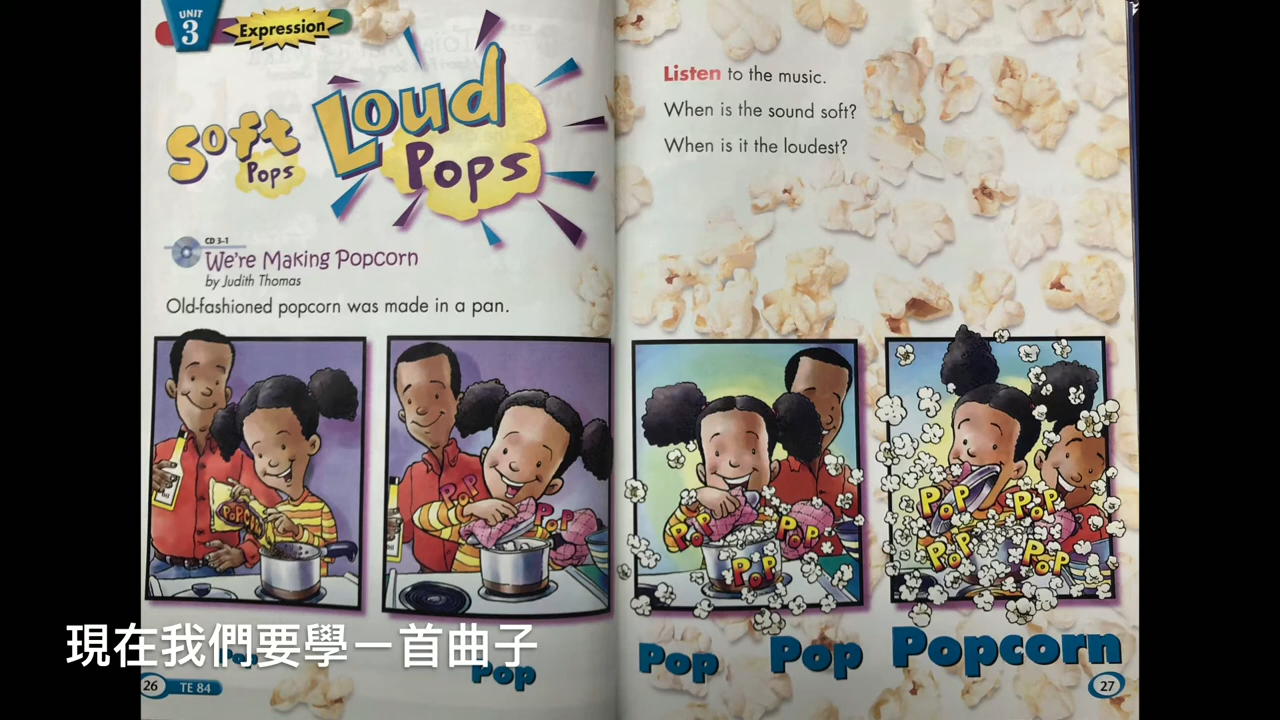 UNIT
3
Expression
Soft
Pops
Loud
Pops
CD 3-1
We're Making Popcorn
by Judith Thomas
Old-fashioned popcorn was made in a pan.
POPCORN
POP
POP
Pop
Pop
26
TE 84
Listen to the music.
When is the sound soft?
When is it the loudest?
POP
POP
POP
POP
POP
POP
POP
Pop
Pop
Popcorn
27
現在我們要學一首曲子